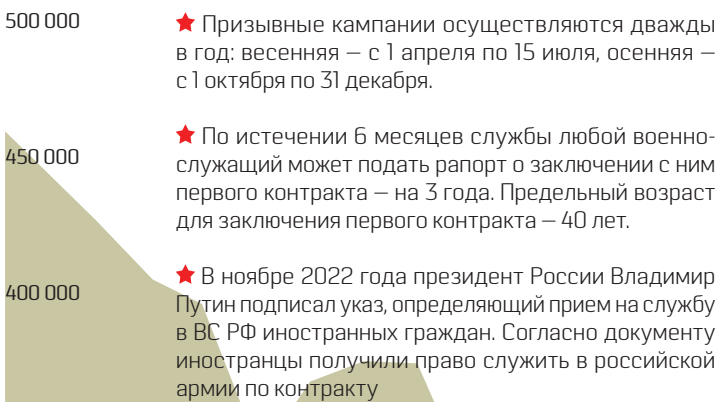 500 000
★ Призывные кампании осуществляются дважды
в год: весенняя — с 1 апреля по 15 июля, осенняя —
с 1 октября по 31 декабря.
★ По истечении 6 месяцев службы любой военно-
450 000
служащий может подать рапорт о заключении с ним
первого контракта — на 3 года. Предельный возраст
для заключения первого контракта — 40 лет.
★ В ноябре 2022 года президент России Владимир
400 000
Путин подписал указ, определяющий прием на службу
в ВС РФ иностранных граждан. Согласно документу
иностранцы получили право служить в российской
армии по контракту